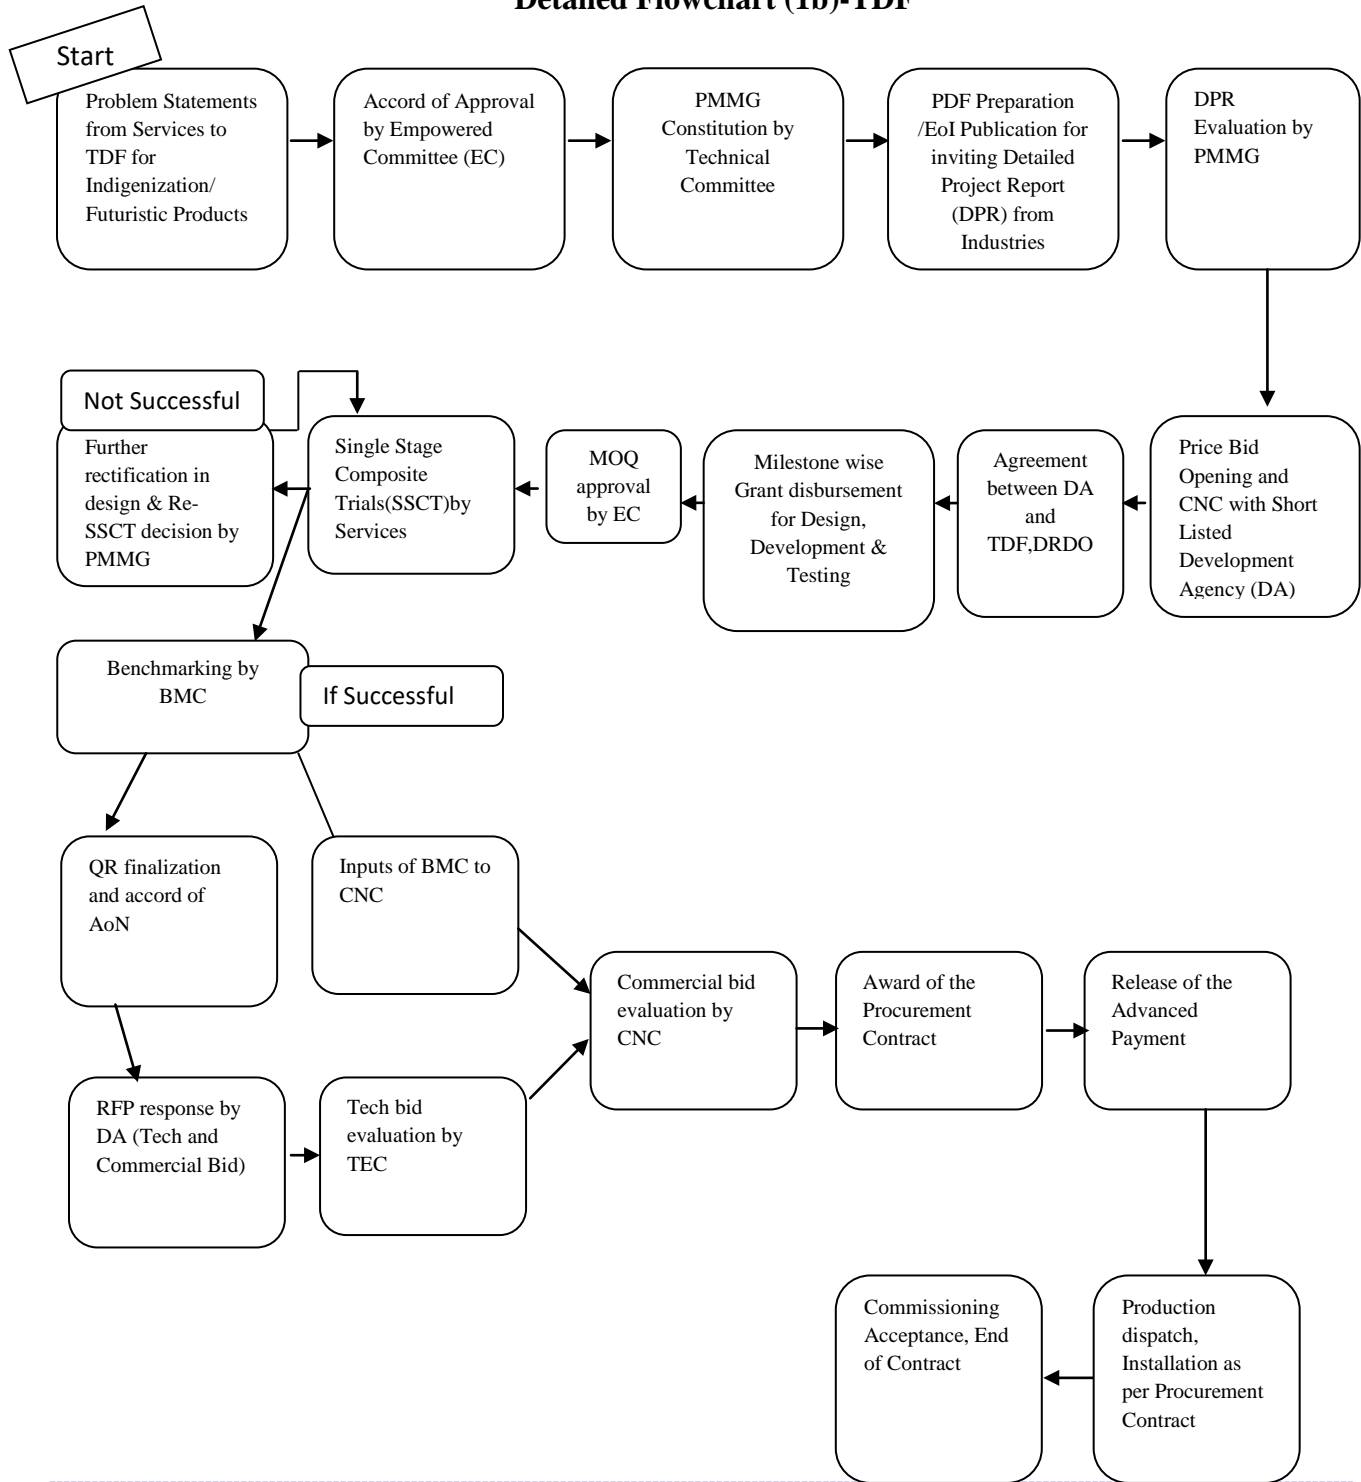 Detailed Flowchart (1b)-TDF
Start
Problem Statements
from Services to
TDF for
Indigenization/
Futuristic Products
Accord of Approval
by Empowered
Committee (EC)
PMMG
Constitution by
Technical
Committee
PDF Preparation
/EoI Publication for
inviting Detailed
Project Report
(DPR) from
Industries
DPR
Evaluation by
PMMG
Not Successful
Further
rectification in
design & Re-
SSCT decision by
PMMG
Single Stage
Composite
Trials(SSCT)by
Services
MOQ
approval
by EC
Milestone wise
Grant disbursement
for Design,
Development &
Testing
Agreement
between DA
and
TDF,DRDO
Price Bid
Opening and
CNC with Short
Listed
Development
Agency (DA)
Benchmarking by
BMC
If Successful
QR finalization
and accord of
AoN
Inputs of BMC to
CNC
Commercial bid
evaluation by
CNC
Award of the
Procurement
Contract
Release of the
Advanced
Payment
RFP response by
DA (Tech and
Commercial Bid)
Tech bid
evaluation by
TEC
Commissioning
Acceptance, End
of Contract
Production
dispatch,
Installation as
per Procurement
Contract